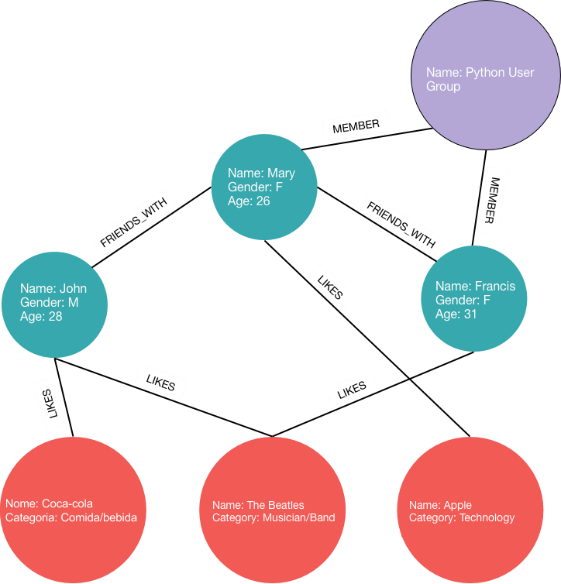 Name: Python User
Group
MEMBER
Name: Mary
Gender: F
Age: 26
MEMBER
FRIENDS_WITH
FRIENDS_WITH
Name: John
Gender: M
Age: 28
LIKES
Name: Francis
Gender: F
Age: 31
LIKES
LIKES
LIKES
Nome: Coca-cola
Categoria: Comida/bebida
Name: The Beatles
Category: Musician/Band
Name: Apple
Category: Technology